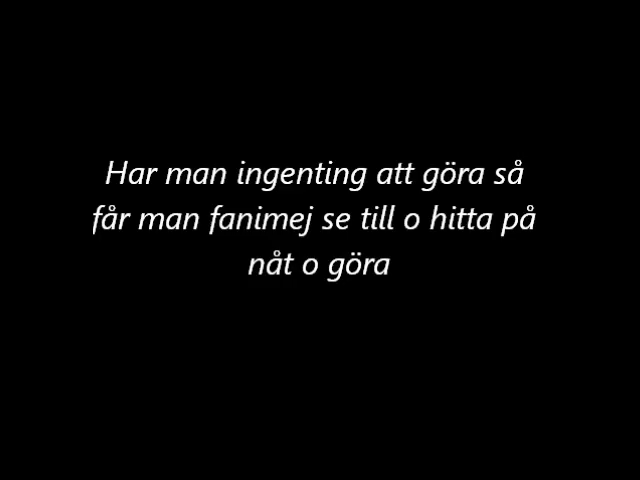 Har man ingenting att göra så
får man fanimej se till o hitta på
nåt o göra